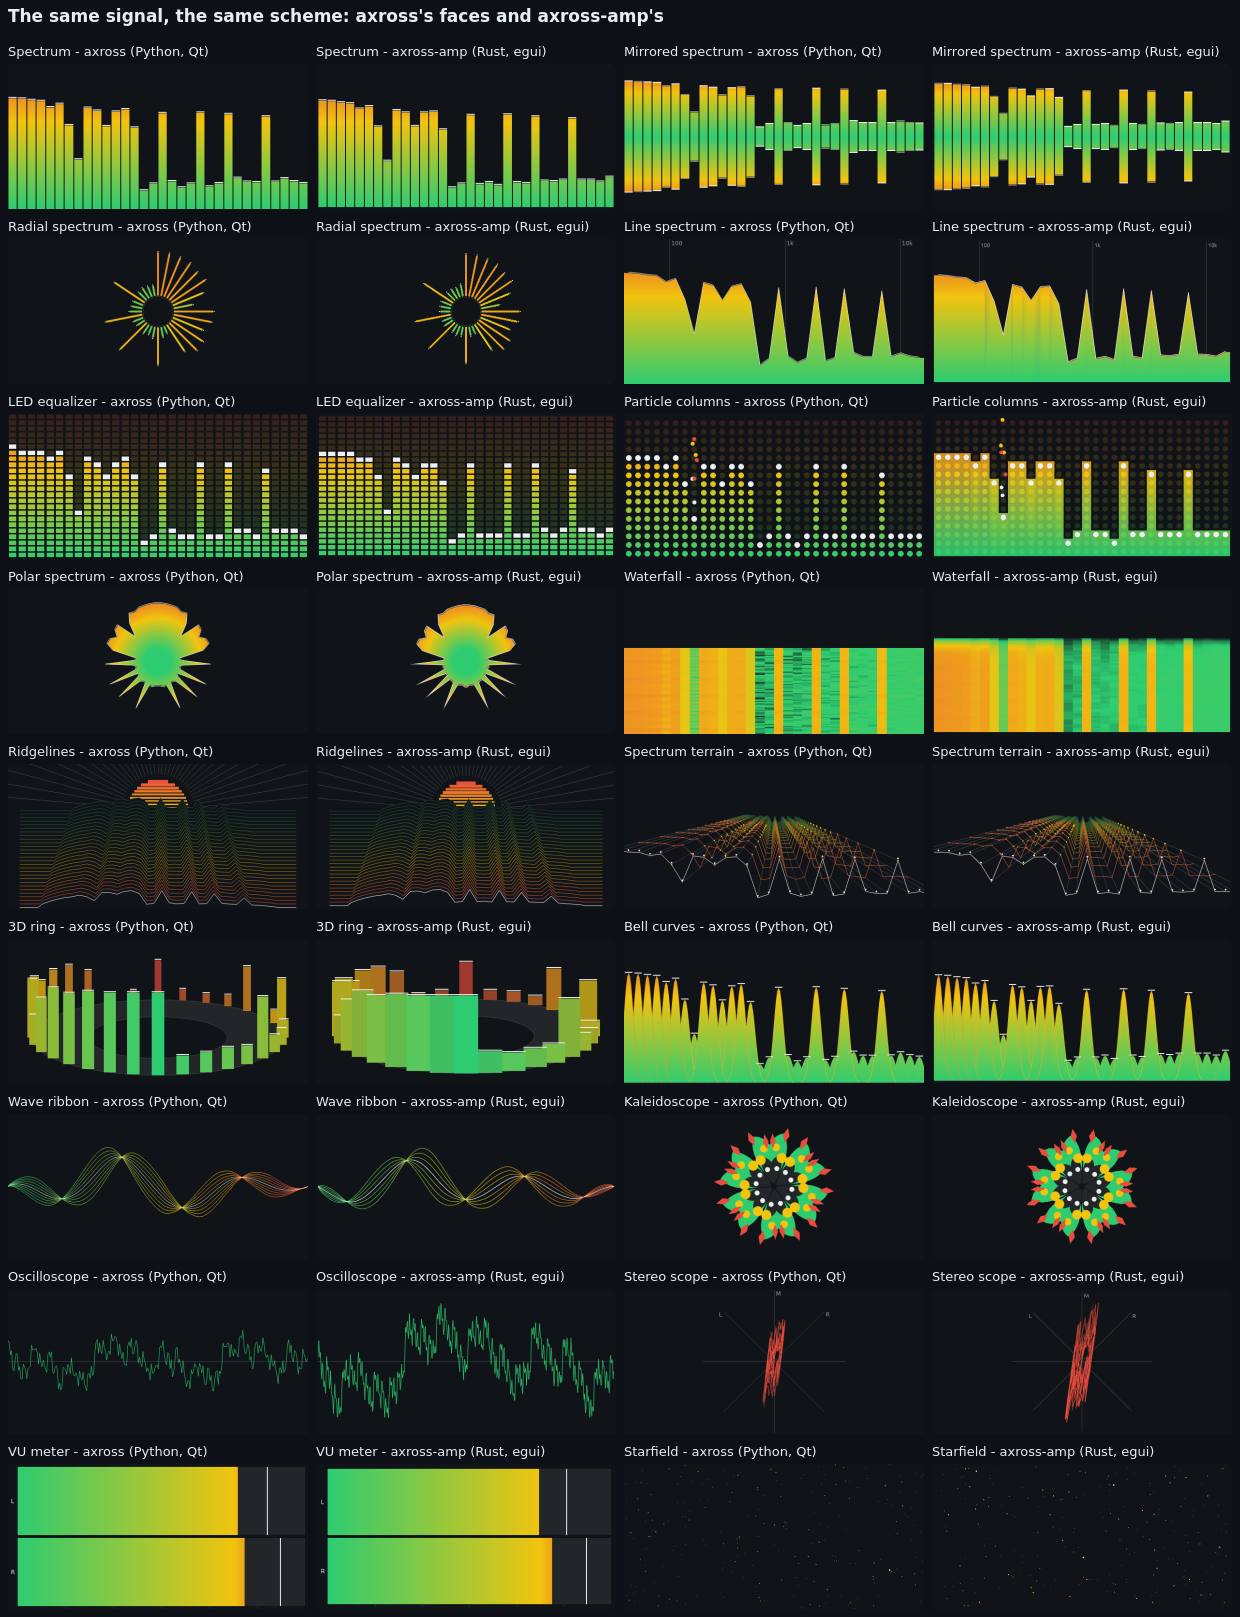 The same signal, the same scheme: axross's faces and axross-amp's
Spectrum - axross (Python, Qt)
Spectrum - axross-amp (Rust, egui)
Mirrored spectrum - axross (Python, Qt)
Mirrored spectrum - axross-amp (Rust, egui)
Radial spectrum - axross (Python, Qt)
Radial spectrum - axross-amp (Rust, egui)
Line spectrum - axross (Python, Qt)
Line spectrum - axross-amp (Rust, egui)
100
1k
10k
100
1k
10k
LED equalizer - axross (Python, Qt)
LED equalizer - axross-amp (Rust, egui)
Particle columns - axross (Python, Qt)
Particle columns - axross-amp (Rust, egui)
Polar spectrum - axross (Python, Qt)
Polar spectrum - axross-amp (Rust, egui)
Waterfall - axross (Python, Qt)
Waterfall - axross-amp (Rust, egui)
Ridgelines - axross (Python, Qt)
Ridgelines - axross-amp (Rust, egui)
Spectrum terrain - axross (Python, Qt)
Spectrum terrain - axross-amp (Rust, egui)
3D ring - axross (Python, Qt)
3D ring - axross-amp (Rust, egui)
Bell curves - axross (Python, Qt)
Bell curves - axross-amp (Rust, egui)
Wave ribbon - axross (Python, Qt)
Wave ribbon - axross-amp (Rust, egui)
Kaleidoscope - axross (Python, Qt)
Kaleidoscope - axross-amp (Rust, egui)
Oscilloscope - axross (Python, Qt)
Oscilloscope - axross-amp (Rust, egui)
Stereo scope - axross (Python, Qt)
Stereo scope - axross-amp (Rust, egui)
M
L
R
M
L
R
VU meter - axross (Python, Qt)
VU meter - axross-amp (Rust, egui)
Starfield - axross (Python, Qt)
Starfield - axross-amp (Rust, egui)
L
L
R
R